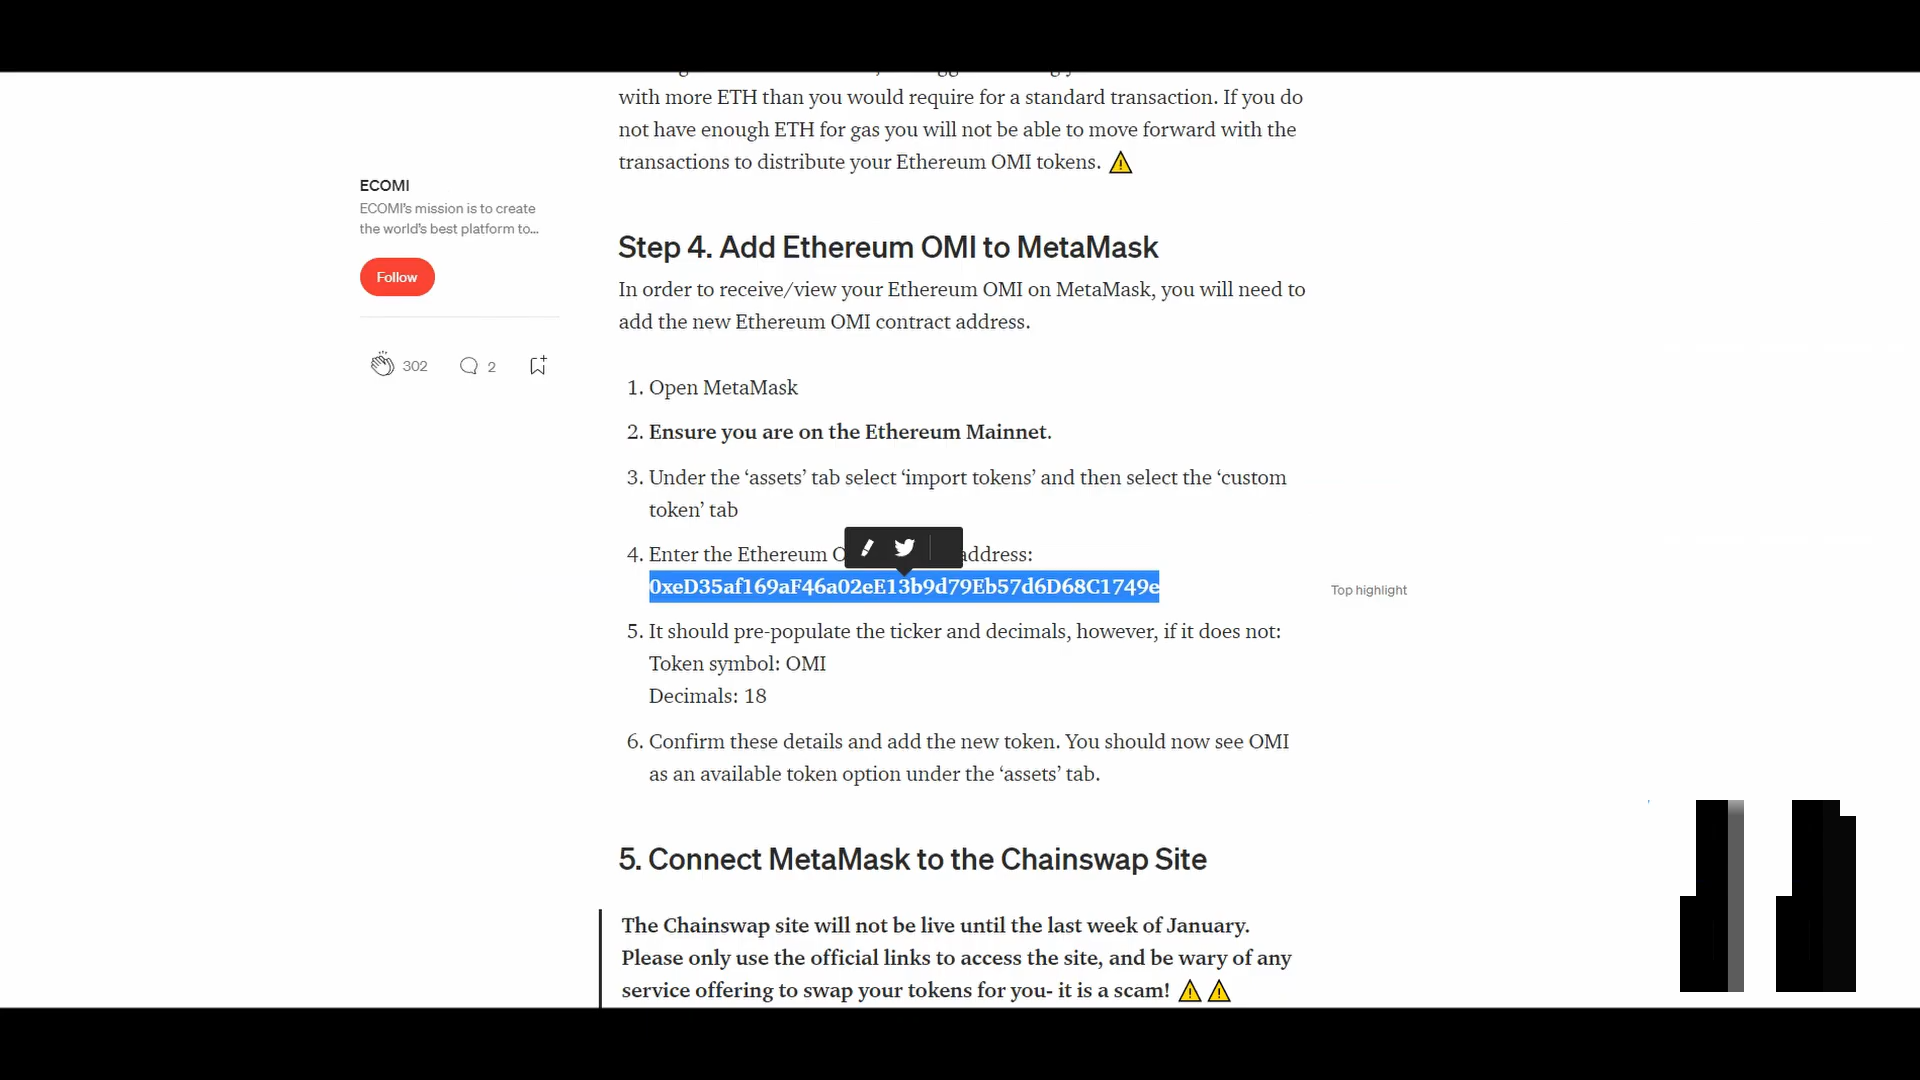 with more ETH than you would require for a standard transaction. If you do
not have enough ETH for gas you will not be able to move forward with the
transactions to distribute your Ethereum OMI tokens. ⚠
ECOMI
ECOMI's mission is to create
the world's best platform to...
Follow
302
2
Step 4. Add Ethereum OMI to MetaMask
In order to receive/view your Ethereum OMI on MetaMask, you will need to
add the new Ethereum OMI contract address.
1. Open MetaMask
2. Ensure you are on the Ethereum Mainnet.
3. Under the ‘assets’ tab select ‘import tokens’ and then select the ‘custom
token’ tab
4. Enter the Ethereum address:
0xeD35af169aF46a02eE13b9d79Eb57d6D68C1749e
Top highlight
5. It should pre-populate the ticker and decimals, however, if it does not:
Token symbol: OMI
Decimals: 18
6. Confirm these details and add the new token. You should now see OMI
as an available token option under the ‘assets’ tab.
5. Connect MetaMask to the Chainswap Site
The Chainswap site will not be live until the last week of January.
Please only use the official links to access the site, and be wary of any
service offering to swap your tokens for you- it is a scam! ⚠ ⚠